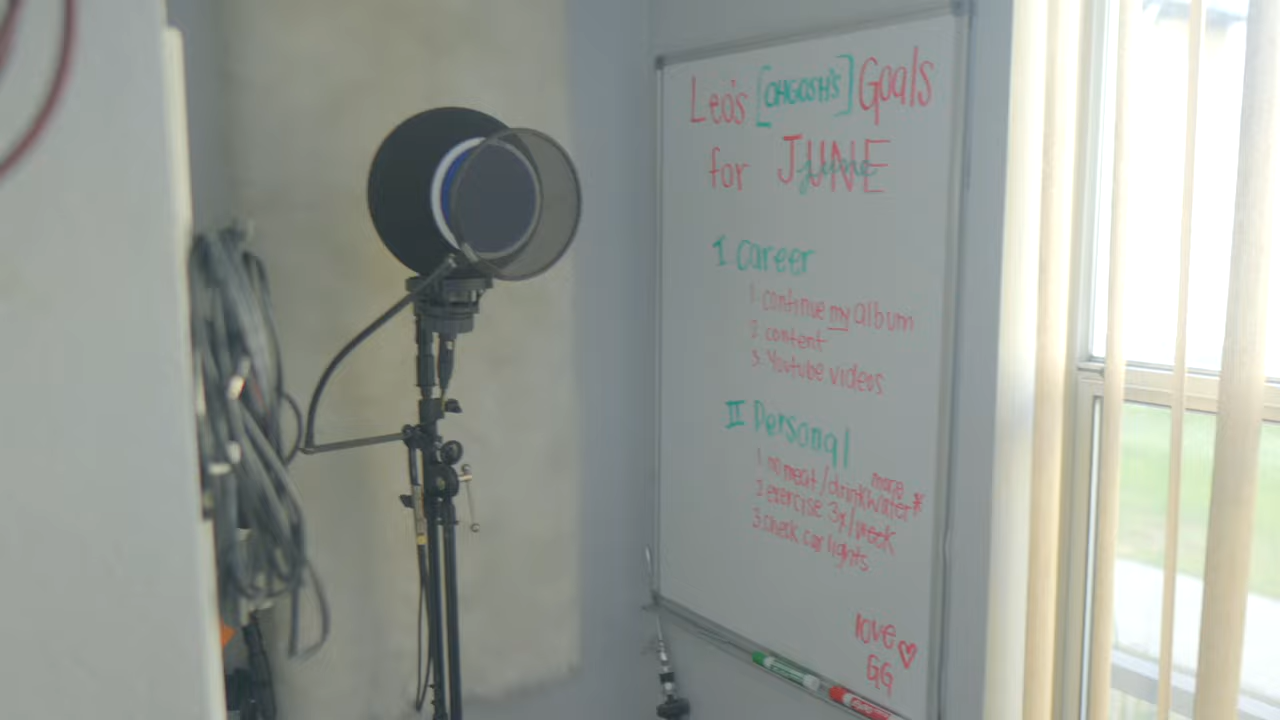 Leo's [OHGOSH'S] Goals
for JUNE
june
I Career
1. continue my album
2. content
3. Youtube videos
II Personal
1 no meat/drink more water*
2 exercise 3x/week
3. check car lights
love ♡
GG